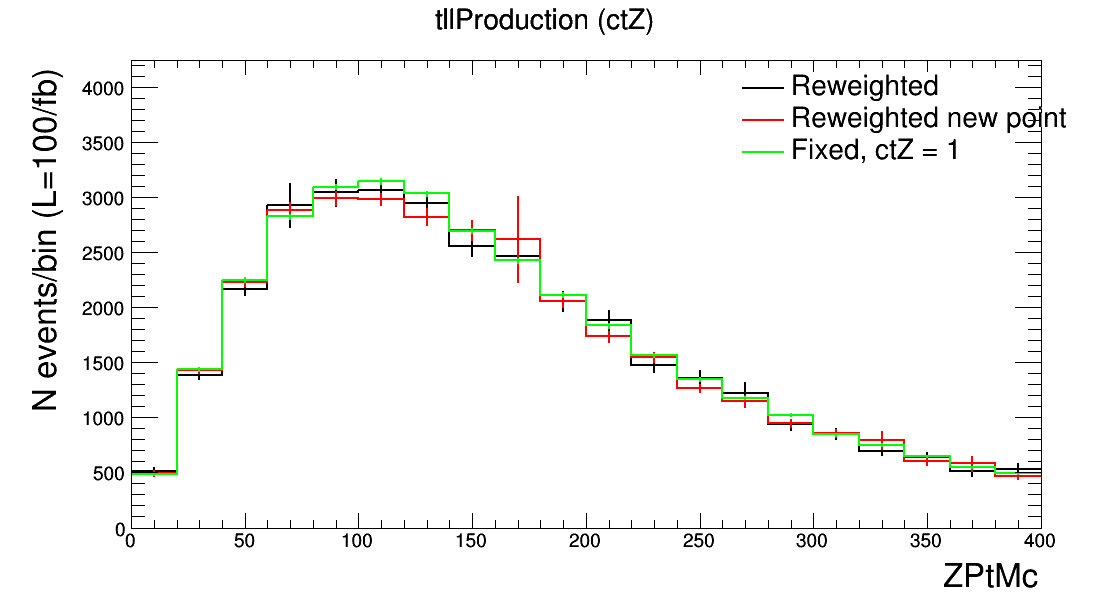 tllProduction (ctZ)
N events/bin (L=100/fb)
4000
3500
3000
2500
2000
1500
1000
500
0
Reweighted
Reweighted new point
Fixed, ctZ = 1
0 50 100 150 200 250 300 350 400
ZPtMc